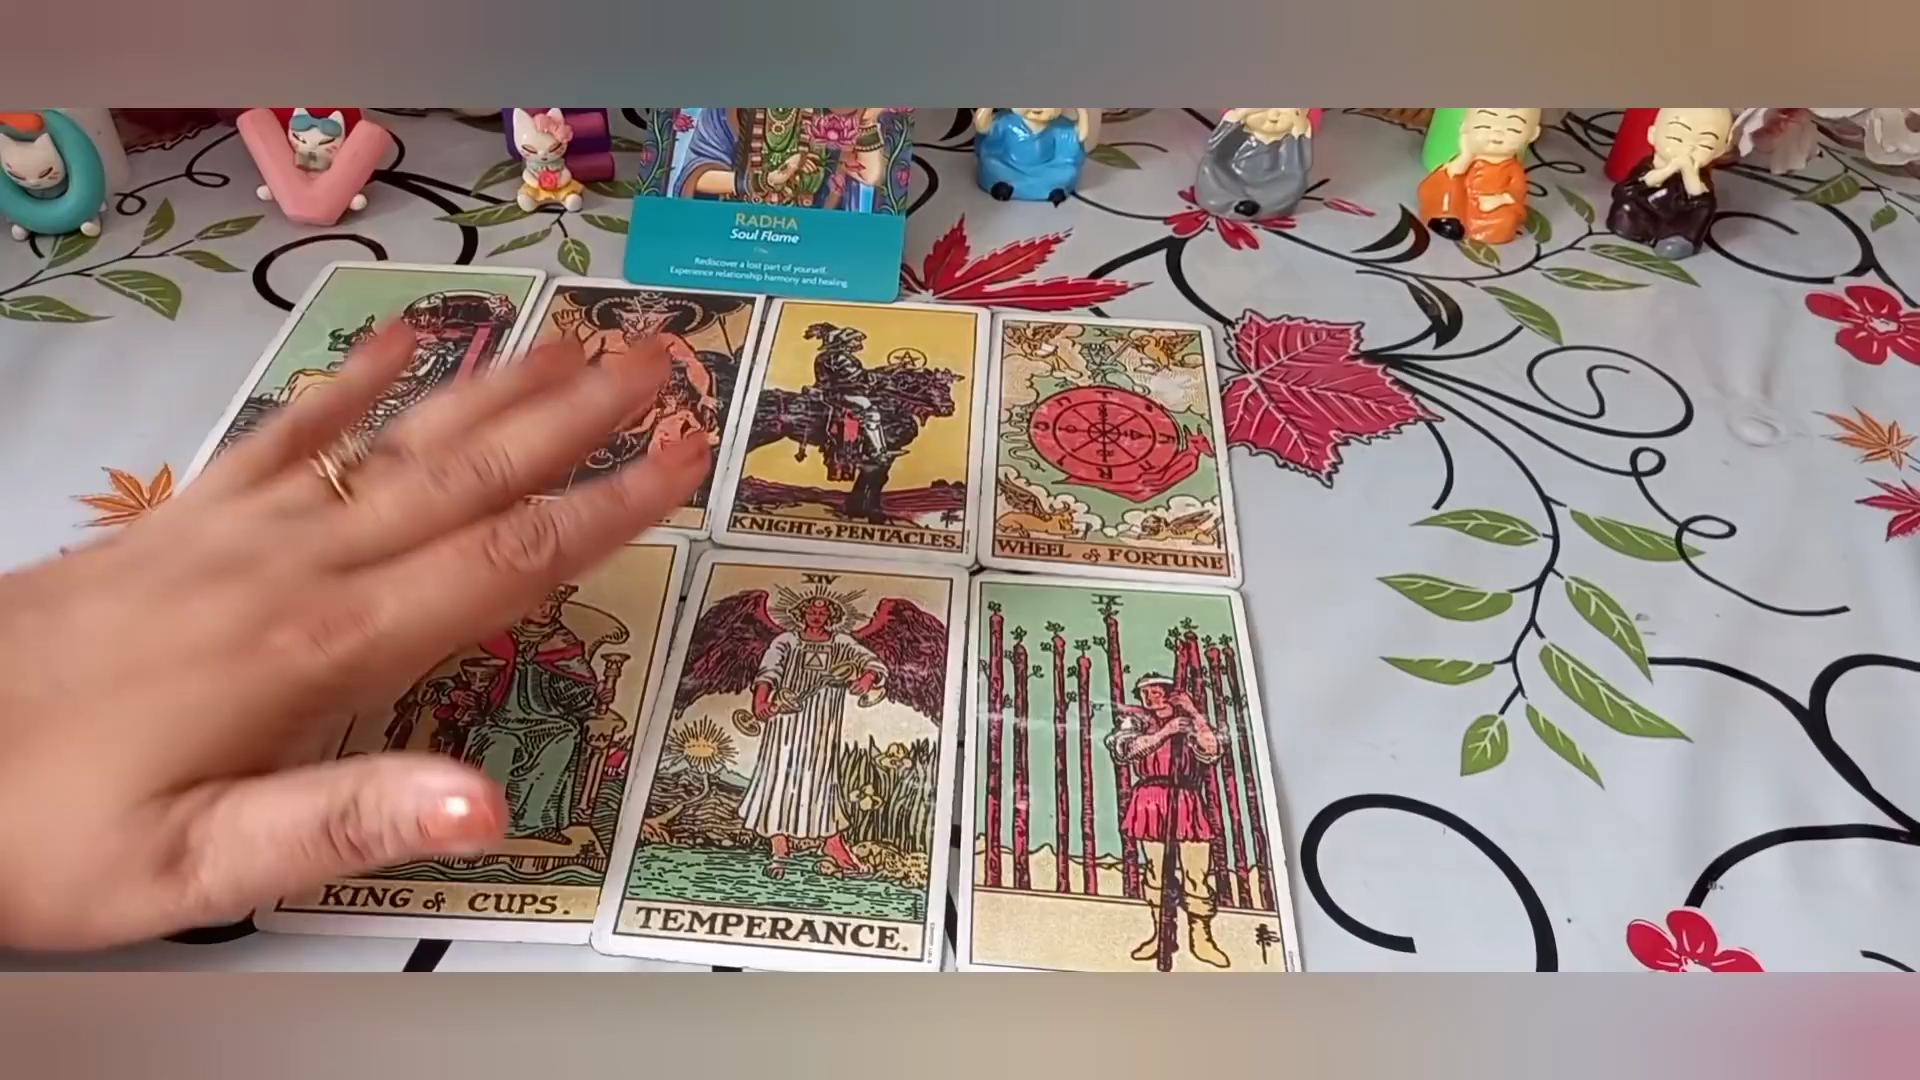 RADHA
Soul Flame
Rediscover a lost part of yourself.
Experience relationship harmony and healing.
X
KNIGHT of PENTACLES.
WHEEL of FORTUNE
XIV
IX
KING of CUPS.
TEMPERANCE.